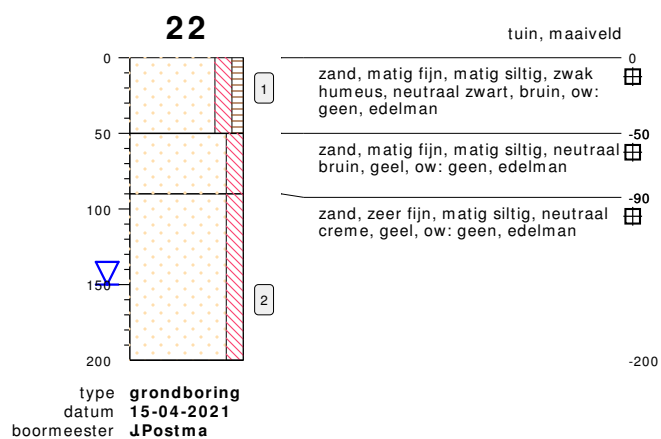 22
tuin, maaiveld
0
0
zand, matig fijn, matig siltig, zwak
humeus, neutraal zwart, bruin, ow:
geen, edelman
1
50
-50
zand, matig fijn, matig siltig, neutraal
bruin, geel, ow: geen, edelman
-90
100
zand, zeer fijn, matig siltig, neutraal
creme, geel, ow: geen, edelman
150
2
200
-200
type grondboring
datum 15-04-2021
boormeester J.Postma